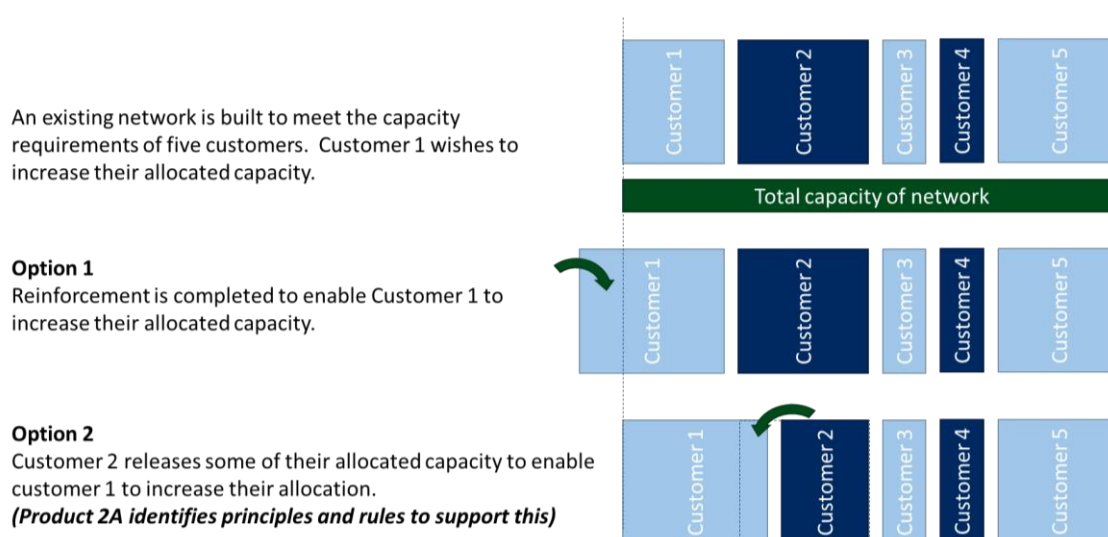 Customer 1
Customer 2
Customer 3
Customer 4
Customer 5
An existing network is built to meet the capacity
requirements of five customers.  Customer 1 wishes to
increase their allocated capacity.
Total capacity of network
Option 1
Reinforcement is completed to enable Customer 1 to
increase their allocated capacity.
Customer 1
Customer 2
Customer 3
Customer 4
Customer 5
Option 2
Customer 2 releases some of their allocated capacity to enable
customer 1 to increase their allocation.
(Product 2A identifies principles and rules to support this)
Customer 1
Customer 2
Customer 3
Customer 4
Customer 5